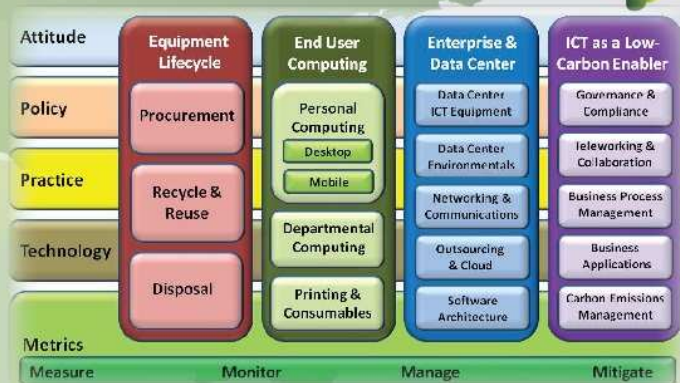 Attitude
Policy
Practice
Technology
Metrics
Equipment
Lifecycle
Procurement
Recycle &
Reuse
Disposal
End User
Computing
Personal
Computing
Desktop
Mobile
Departmental
Computing
Printing &
Consumables
Enterprise &
Data Center
Data Center
ICT Equipment
Data Center
Environmentals
Networking &
Communications
Outsourcing
& Cloud
Software
Architecture
ICT as a Low-
Carbon Enabler
Governance &
Compliance
Teleworking &
Collaboration
Business Process
Management
Business
Applications
Carbon Emissions
Management
Measure Monitor Manage Mitigate